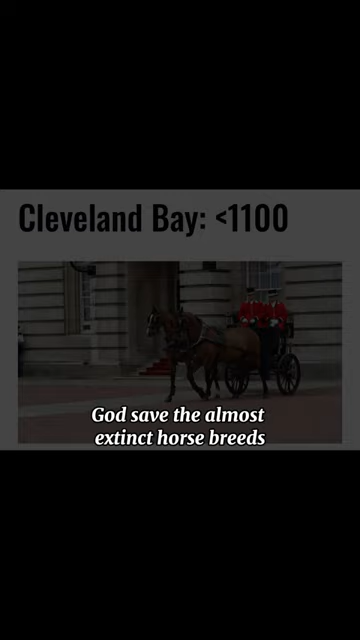 Cleveland Bay: <1100
God save the almost
extinct horse breeds